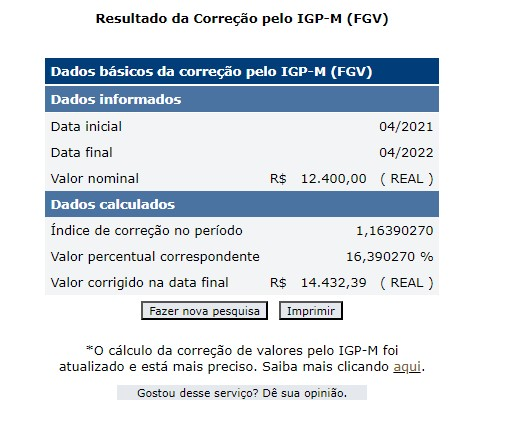 Resultado da Correção pelo IGP-M (FGV)
Dados básicos da correção pelo IGP-M (FGV)
Dados informados
Data inicial 04/2021
Data final 04/2022
Valor nominal R$ 12.400,00 ( REAL )
Dados calculados
Índice de correção no período 1,16390270
Valor percentual correspondente 16,390270 %
Valor corrigido na data final R$ 14.432,39 ( REAL )
Fazer nova pesquisa Imprimir
*O cálculo da correção de valores pelo IGP-M foi
atualizado e está mais preciso. Saiba mais clicando aqui.
Gostou desse serviço? Dê sua opinião.